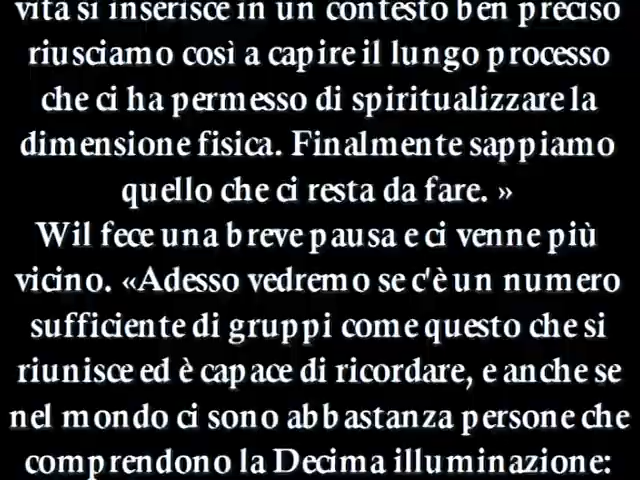 vita si inserisce in un contesto ben preciso
riusciamo così a capire il lungo processo
che ci ha permesso di spiritualizzare la
dimensione fisica. Finalmente sappiamo
quello che ci resta da fare. »
Wil fece una breve pausa e ci venne più
vicino. «Adesso vedremo se c'è un numero
sufficiente di gruppi come questo che si
riunisce ed è capace di ricordare, e anche se
nel mondo ci sono abbastanza persone che
comprendono la Decima illuminazione: